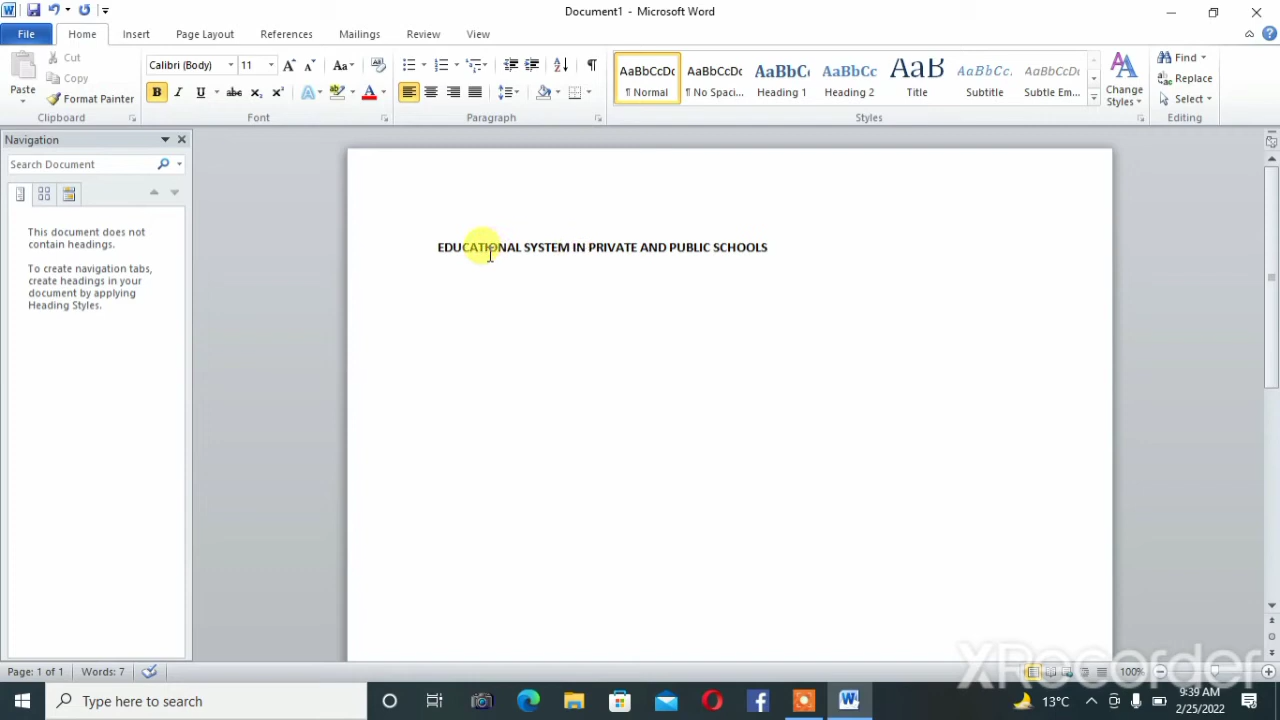 Document1 - Microsoft Word
File Home Insert Page Layout References Mailings Review View
Paste
Cut
Copy
Format Painter
Clipboard
Calibri (Body) 11
Font
Paragraph
AaBbCcDc AaBbCcDc AaBbC AaBbCc AaB AaBbCc. AaBbCcDı
¶ Normal ¶ No Spaci... Heading 1 Heading 2 Title Subtitle Subtle Em...
Styles
Change
Styles
Find
Replace
Select
Editing
Navigation
Search Document
This document does not
contain headings.
To create navigation tabs,
create headings in your
document by applying
Heading Styles.
EDUCATIONAL SYSTEM IN PRIVATE AND PUBLIC SCHOOLS
Page: 1 of 1 Words: 7
100%
XRecorder
Type here to search
13°C
9:39 AM
2/25/2022